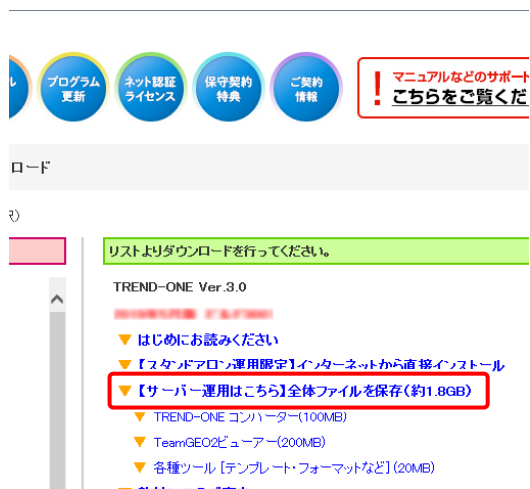 ル
プログラム
更新
ネット認証
ライセンス
保守契約
特典
ご契約
情報
マニュアルなどのサポート
こちらをご覧くだ
ロード
リストよりダウンロードを行ってください。
TREND-ONE Ver.3.0
▼ はじめにお読みください
▼【スタンドアロン運用限定】インターネットから直接インストール
▼【サーバー運用はこちら】全体ファイルを保存(約1.8GB)
▼ TREND-ONE コンバーター(100MB)
▼ TeamGEO2ビューアー(200MB)
▼ 各種ツール [テンプレート・フォーマットなど] (20MB)